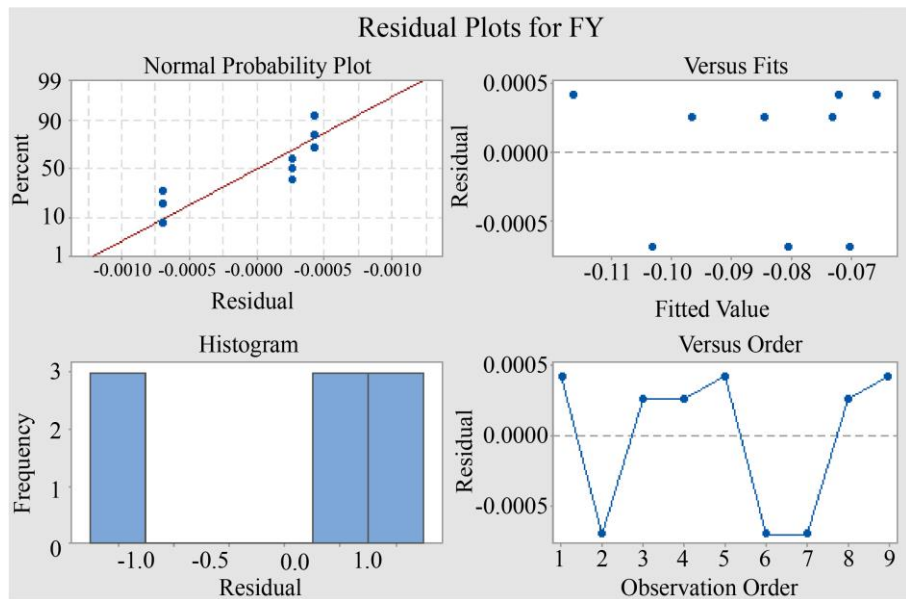 Residual Plots for FY
Normal Probability Plot
99
90
50
10
1
Percent
-0.0010 -0.0005 -0.0000 -0.0005 -0.0010
Residual
Versus Fits
0.0005
0.0000
-0.0005
Residual
-0.11 -0.10 -0.09 -0.08 -0.07
Fitted Value
Histogram
3
2
1
0
Frequency
-1.0 -0.5 0.0 1.0
Residual
Versus Order
0.0005
0.0000
-0.0005
Residual
1 2 3 4 5 6 7 8 9
Observation Order